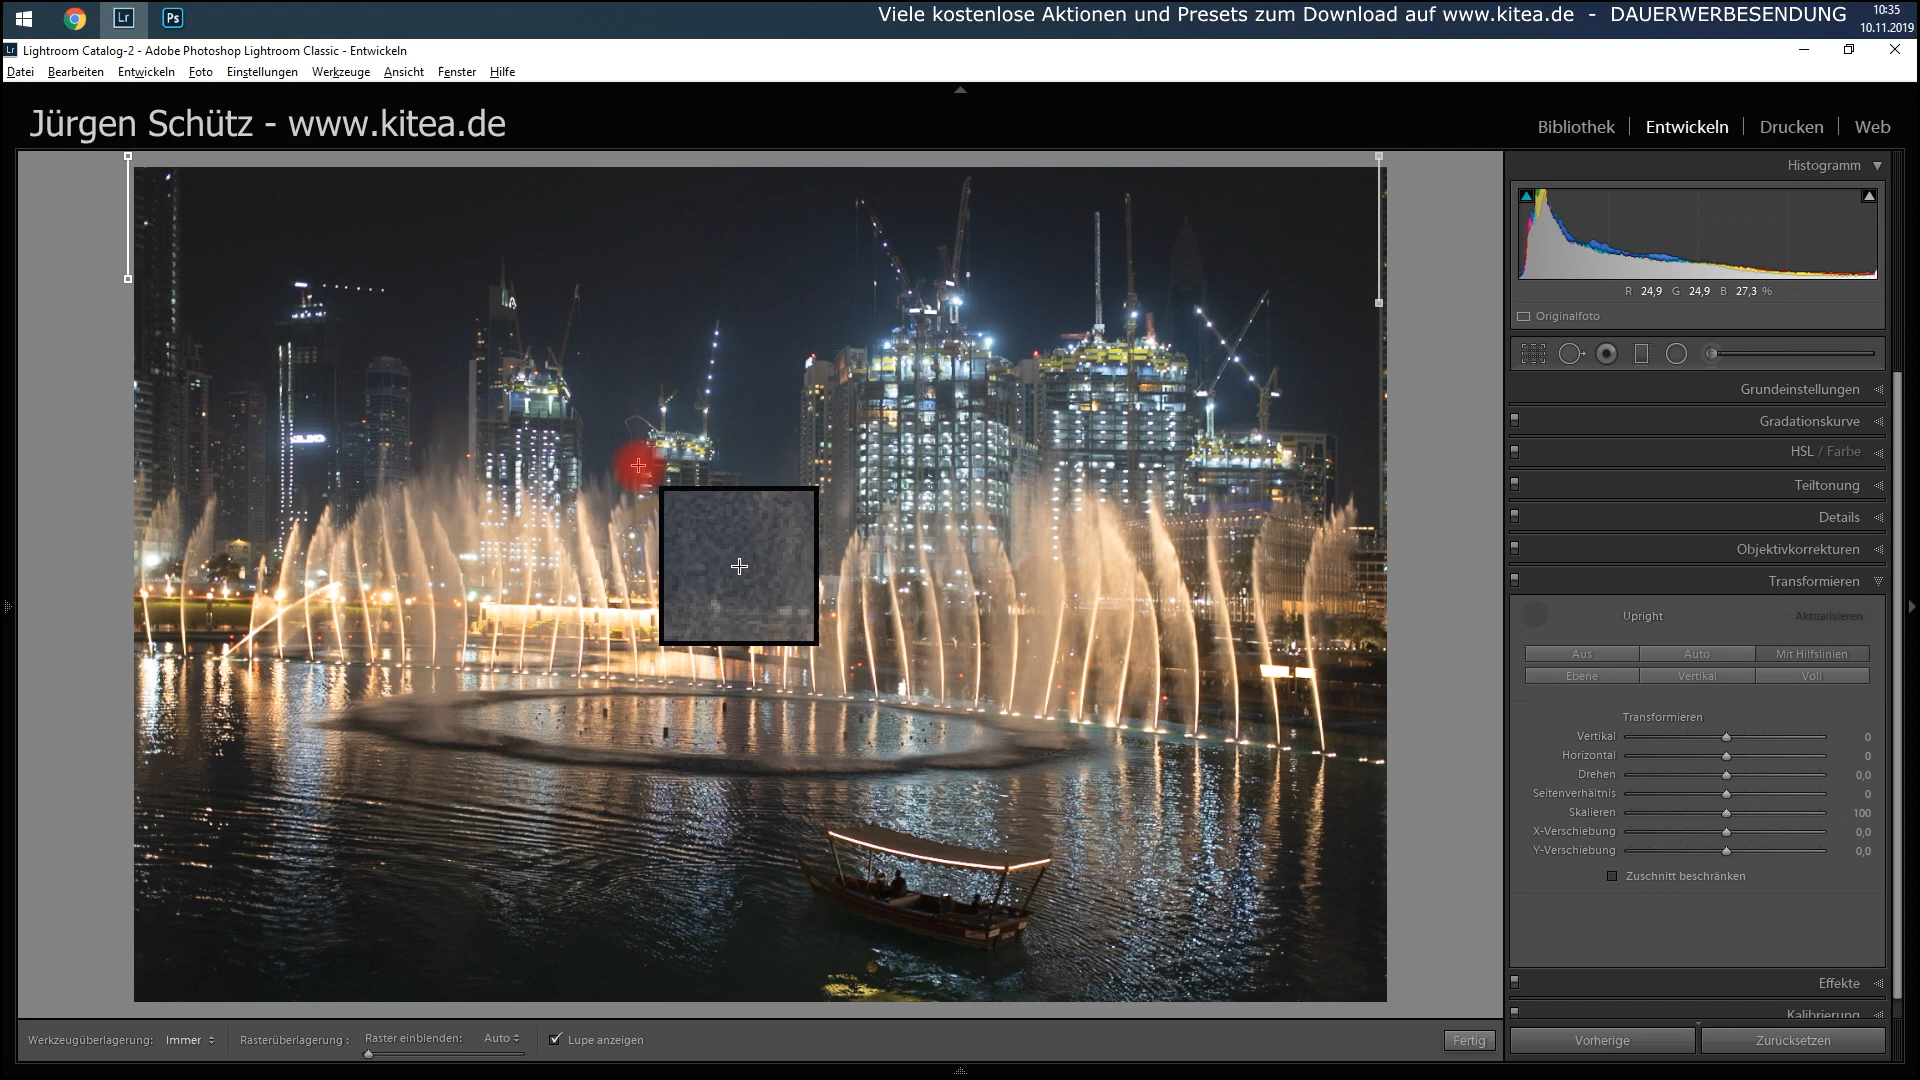 Lr
Ps
Viele kostenlose Aktionen und Presets zum Download auf www.kitea.de - DAUERWERBESENDUNG
10:35
10.11.2019
Lr Lightroom Catalog-2 - Adobe Photoshop Lightroom Classic - Entwickeln
Datei Bearbeiten Entwickeln Foto Einstellungen Werkzeuge Ansicht Fenster Hilfe
Jürgen Schütz - www.kitea.de
Bibliothek | Entwickeln | Drucken | Web
Histogramm
R 24,9 G 24,9 B 27,3 %
Originalfoto
Grundeinstellungen
Gradationskurve
HSL / Farbe
Teiltonung
Details
Objektivkorrekturen
Transformieren
Upright Aktualisieren
Aus Auto Mit Hilfslinien
Ebene Vertikal Voll
Transformieren
Vertikal 0
Horizontal 0
Drehen 0,0
Seitenverhältnis 0
Skalieren 100
X-Verschiebung 0,0
Y-Verschiebung 0,0
Zuschnitt beschränken
Effekte
Kalibrierung
Werkzeugüberlagerung: Immer Rasterüberlagerung : Raster einblenden: Auto Lupe anzeigen Fertig
Vorherige Zurücksetzen